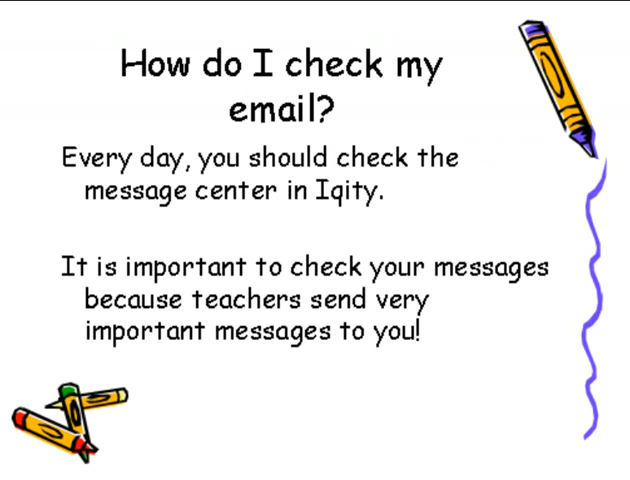 How do I check my
email?
Every day, you should check the
message center in Iqity.
It is important to check your messages
because teachers send very
important messages to you!